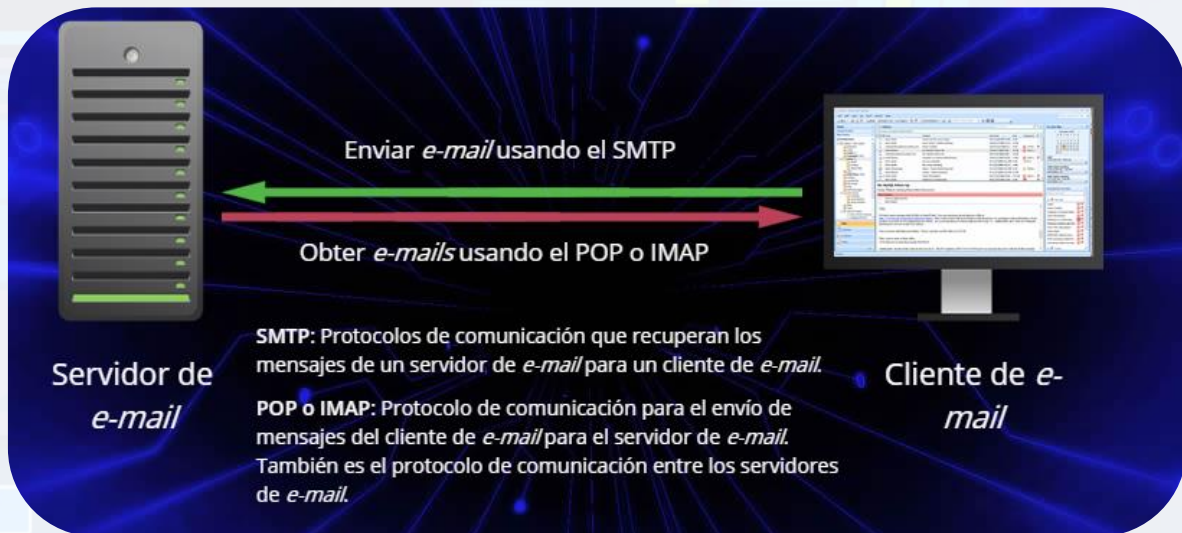 Enviar e-mail usando el SMTP
Obter e-mails usando el POP o IMAP
Servidor de
e-mail
SMTP: Protocolos de comunicación que recuperan los
mensajes de un servidor de e-mail para un cliente de e-mail.
POP o IMAP: Protocolo de comunicación para el envío de
mensajes del cliente de e-mail para el servidor de e-mail.
También es el protocolo de comunicación entre los servidores
de e-mail.
Cliente de e-
mail